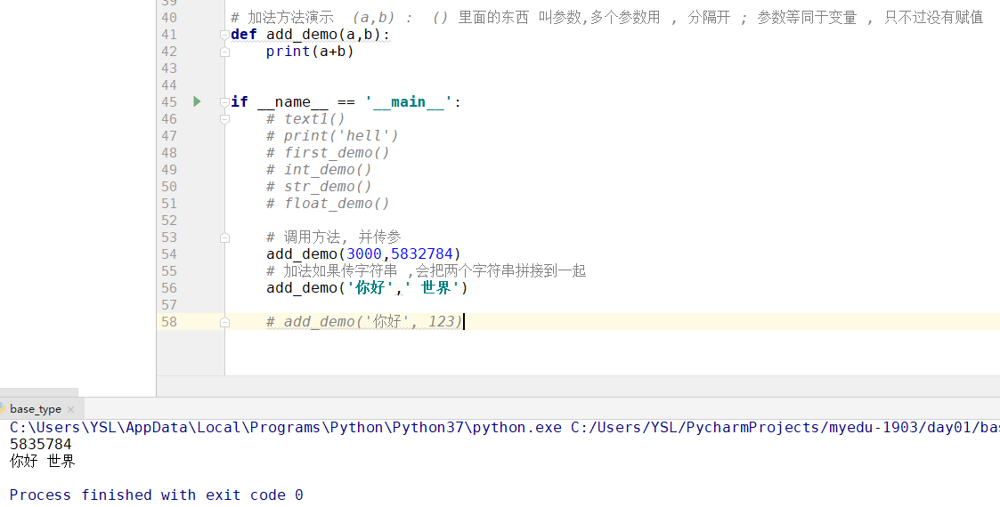 39
40 # 加法方法演示  (a,b) :  () 里面的东西 叫参数,多个参数用 , 分隔开 ; 参数等同于变量 , 只不过没有赋值
41 def add_demo(a,b):
42     print(a+b)
43
44
45 if __name__ == '__main__':
46     # text1()
47     # print('hell')
48     # first_demo()
49     # int_demo()
50     # str_demo()
51     # float_demo()
52
53     # 调用方法, 并传参
54     add_demo(3000,5832784)
55     # 加法如果传字符串 ,会把两个字符串拼接到一起
56     add_demo('你好',' 世界')
57
58     # add_demo('你好', 123)
base_type ×
C:\Users\YSL\AppData\Local\Programs\Python\Python37\python.exe C:/Users/YSL/PycharmProjects/myedu-1903/day01/bas
5835784
你好 世界
Process finished with exit code 0